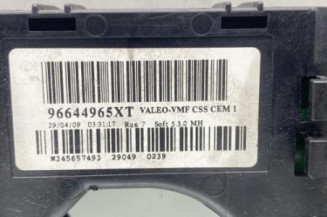 96644965XT VALEO-VMF CSS CEM 1
29/04/09 03:31:17 Run 7 Soft 5.3.0 MH
M345657493 29049 0239